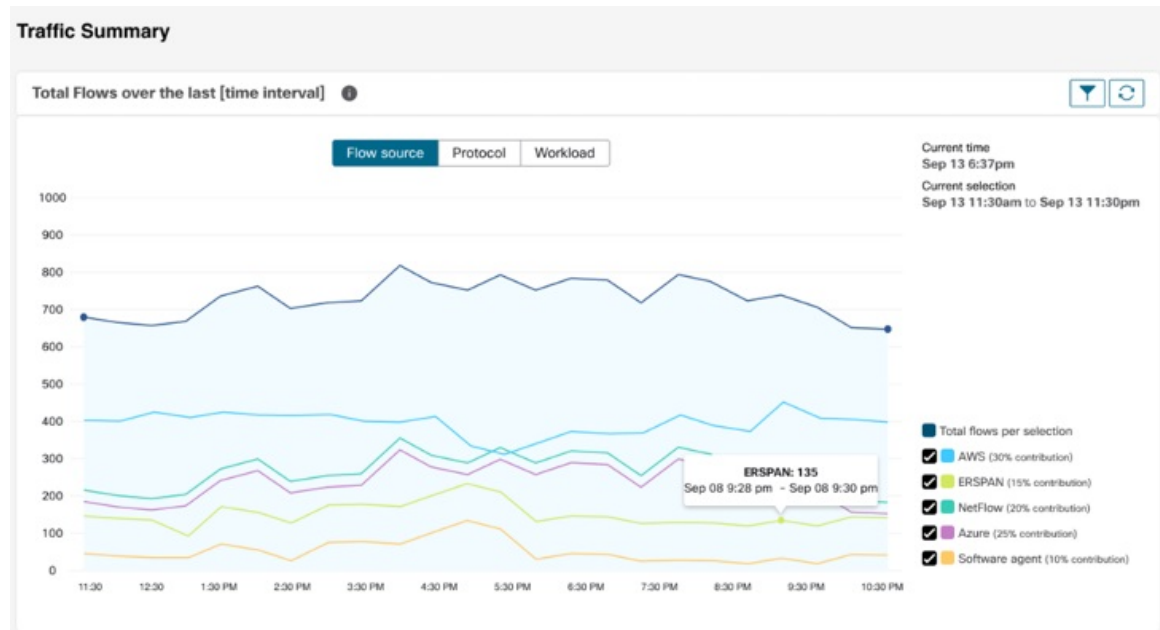 Traffic Summary
Total Flows over the last [time interval]
Flow source Protocol Workload
Current time
Sep 13 6:37pm
Current selection
Sep 13 11:30am to Sep 13 11:30pm
1000
900
800
700
600
500
400
300
200
100
0
ERSPAN: 135
Sep 08 9:28 pm - Sep 08 9:30 pm
Total flows per selection
AWS (30% contribution)
ERSPAN (15% contribution)
NetFlow (20% contribution)
Azure (25% contribution)
Software agent (10% contribution)
11:30 12:30 1:30 PM 2:30 PM 3:30 PM 4:30 PM 5:30 PM 6:30 PM 7:30 PM 8:30 PM 9:30 PM 10:30 PM